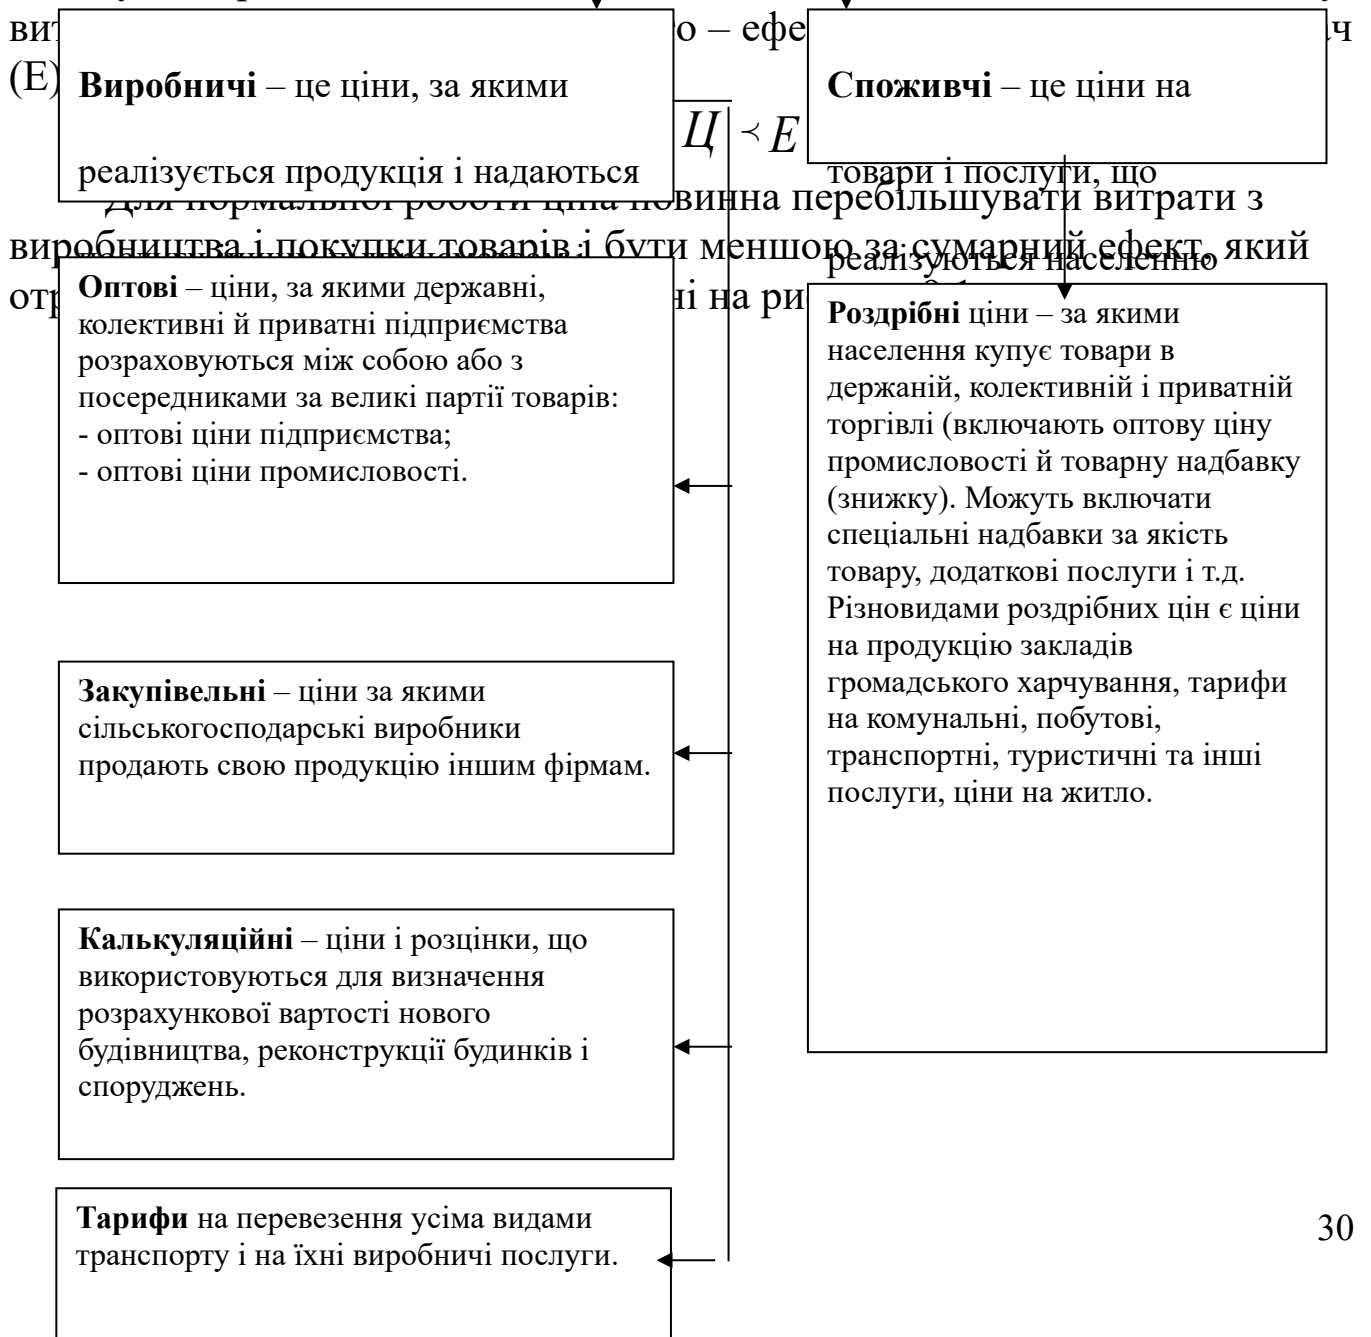 вит
о – ефе
ач
(Е)
Виробничі – це ціни, за якими
реалізується продукція і надаються
Споживчі – це ціни на
товари і послуги, що
реалізуються населенню
Ц ≺ Е
Для нормальної роботи ціна повинна перебільшувати витрати з
виробництва і покупки товарів і бути меншою за сумарний ефект, який
отр
ні на ри
Оптові – ціни, за якими державні,
колективні й приватні підприємства
розраховуються між собою або з
посередниками за великі партії товарів:
- оптові ціни підприємства;
- оптові ціни промисловості.
Закупівельні – ціни за якими
сільськогосподарські виробники
продають свою продукцію іншим фірмам.
Калькуляційні – ціни і розцінки, що
використовуються для визначення
розрахункової вартості нового
будівництва, реконструкції будинків і
споруджень.
Тарифи на перевезення усіма видами
транспорту і на їхні виробничі послуги.
Роздрібні ціни – за якими
населення купує товари в
держаній, колективній і приватній
торгівлі (включають оптову ціну
промисловості й товарну надбавку
(знижку). Можуть включати
спеціальні надбавки за якість
товару, додаткові послуги і т.д.
Різновидами роздрібних цін є ціни
на продукцію закладів
громадського харчування, тарифи
на комунальні, побутові,
транспортні, туристичні та інші
послуги, ціни на житло.
30